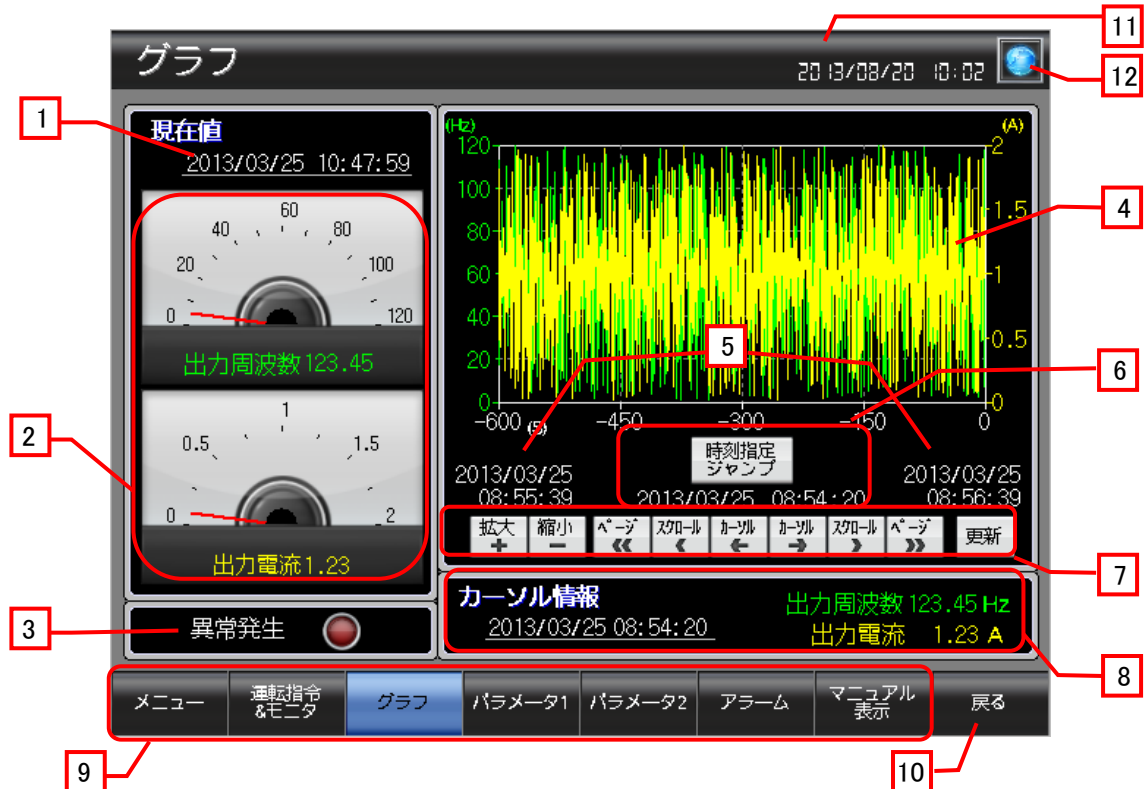 11
グラフ
2013/08/20 10:02
12
1
現在値
2013/03/25 10:47:59
0
20
40
60
80
100
120
出力周波数123.45
2
0
0.5
1
1.5
2
出力電流1.23
3
異常発生
(Hz)
(A)
120
100
80
60
40
20
0
2
1.5
1
0.5
0
4
5
6
-600 (S) -450 -300 -150 0
時刻指定
ジャンプ
2013/03/25
08:55:39
2013/03/25 08:54:20
2013/03/25
08:56:39
拡大
+
縮小
-
ページ
≪
スクロール
<
カーソル
←
カーソル
→
スクロール
>
ページ
≫
更新
7
カーソル情報
2013/03/25 08:54:20
出力周波数 123.45 Hz
出力電流 1.23 A
8
メニュー
運転指令
&モニタ
グラフ
パラメータ1
パラメータ2
アラーム
マニュアル
表示
戻る
9
10